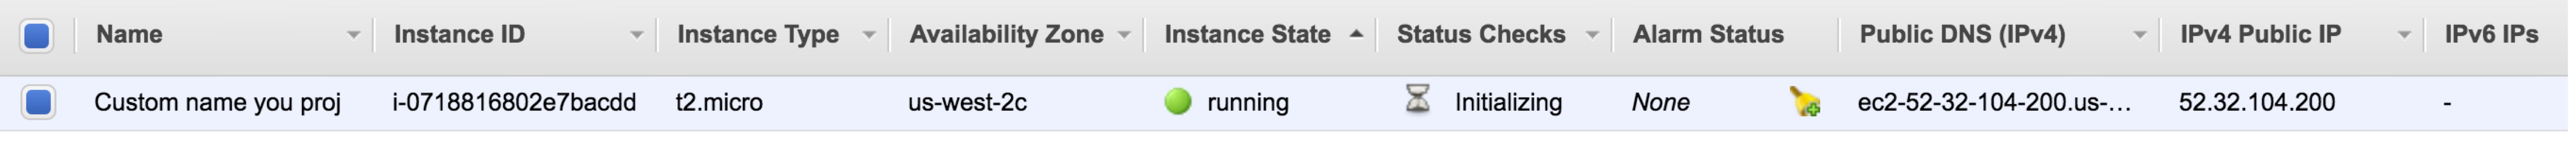 Name Instance ID Instance Type Availability Zone Instance State Status Checks Alarm Status Public DNS (IPv4) IPv4 Public IP IPv6 IPs
Custom name you proj i-0718816802e7bacdd t2.micro us-west-2c running Initializing None ec2-52-32-104-200.us-... 52.32.104.200 -